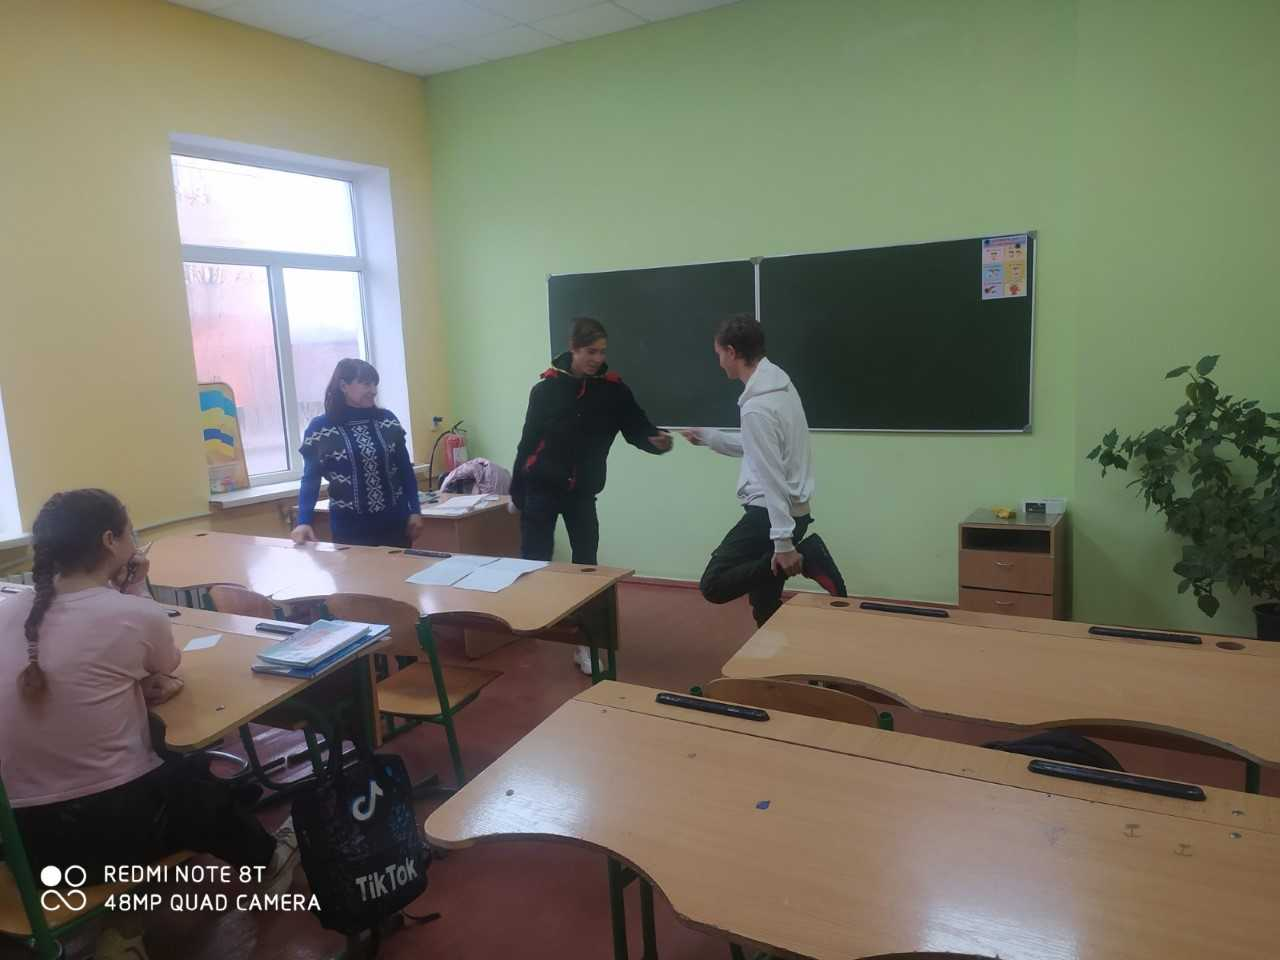 TikTok
REDMI NOTE 8T
48MP QUAD CAMERA